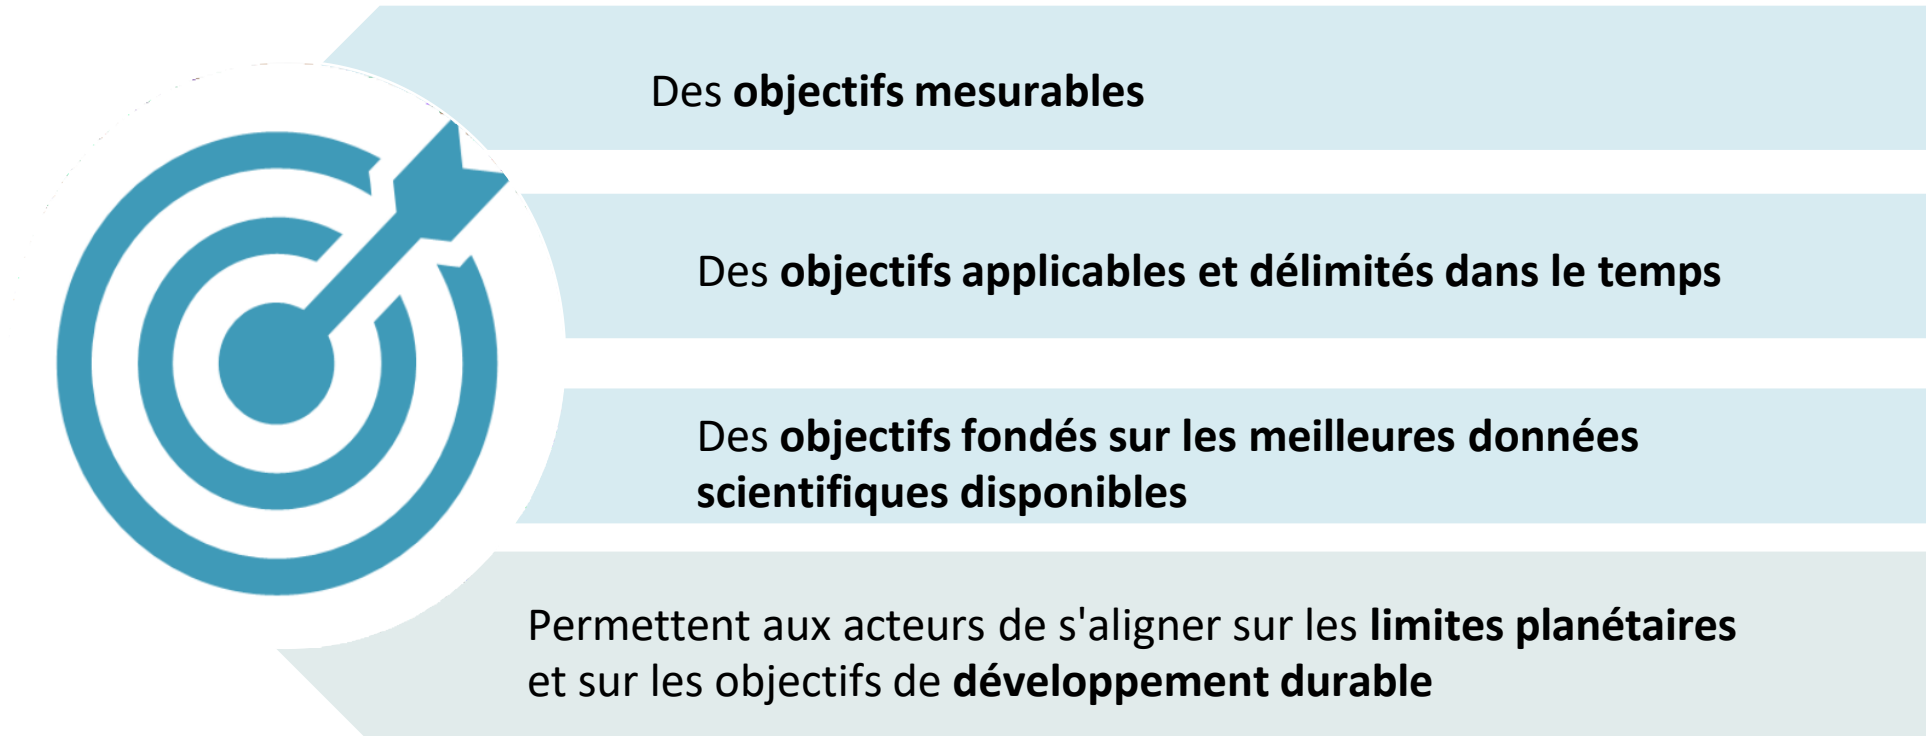 Des objectifs mesurables
Des objectifs applicables et délimités dans le temps
Des objectifs fondés sur les meilleures données
scientifiques disponibles
Permettent aux acteurs de s'aligner sur les limites planétaires
et sur les objectifs de développement durable